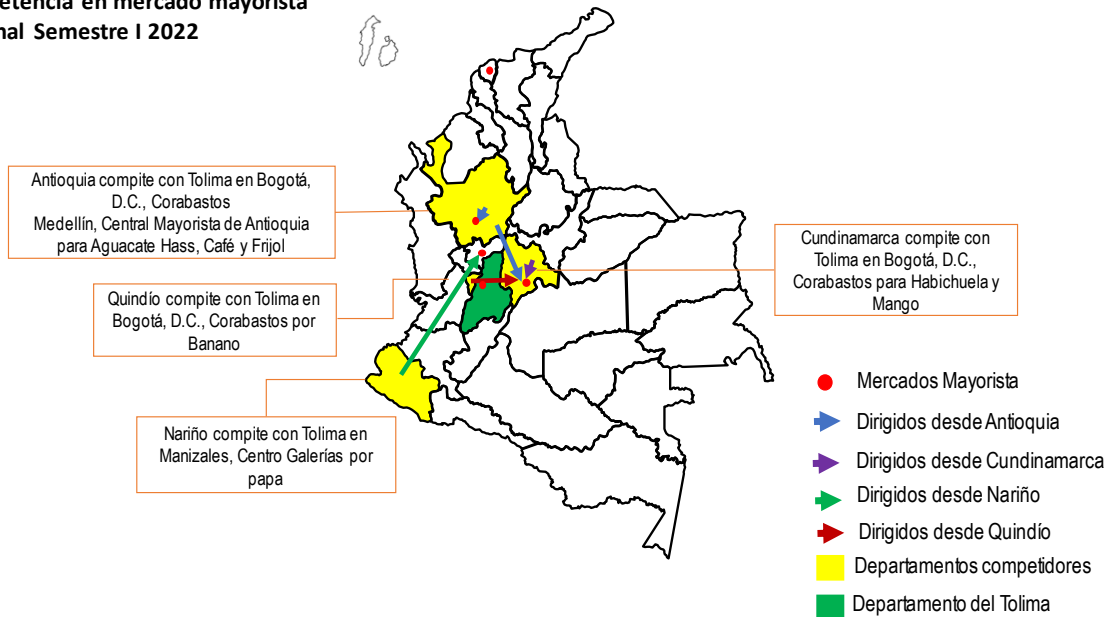 etencia en mercado mayorista
nal Semestre I 2022
Antioquia compite con Tolima en Bogotá,
D.C., Corabastos
Medellín, Central Mayorista de Antioquia
para Aguacate Hass, Café y Frijol
Cundinamarca compite con
Tolima en Bogotá, D.C.,
Corabastos para Habichuela y
Mango
Quindío compite con Tolima en
Bogotá, D.C., Corabastos por
Banano
Nariño compite con Tolima en
Manizales, Centro Galerías por
papa
Mercados Mayorista
Dirigidos desde Antioquia
Dirigidos desde Cundinamarca
Dirigidos desde Nariño
Dirigidos desde Quindío
Departamentos competidores
Departamento del Tolima